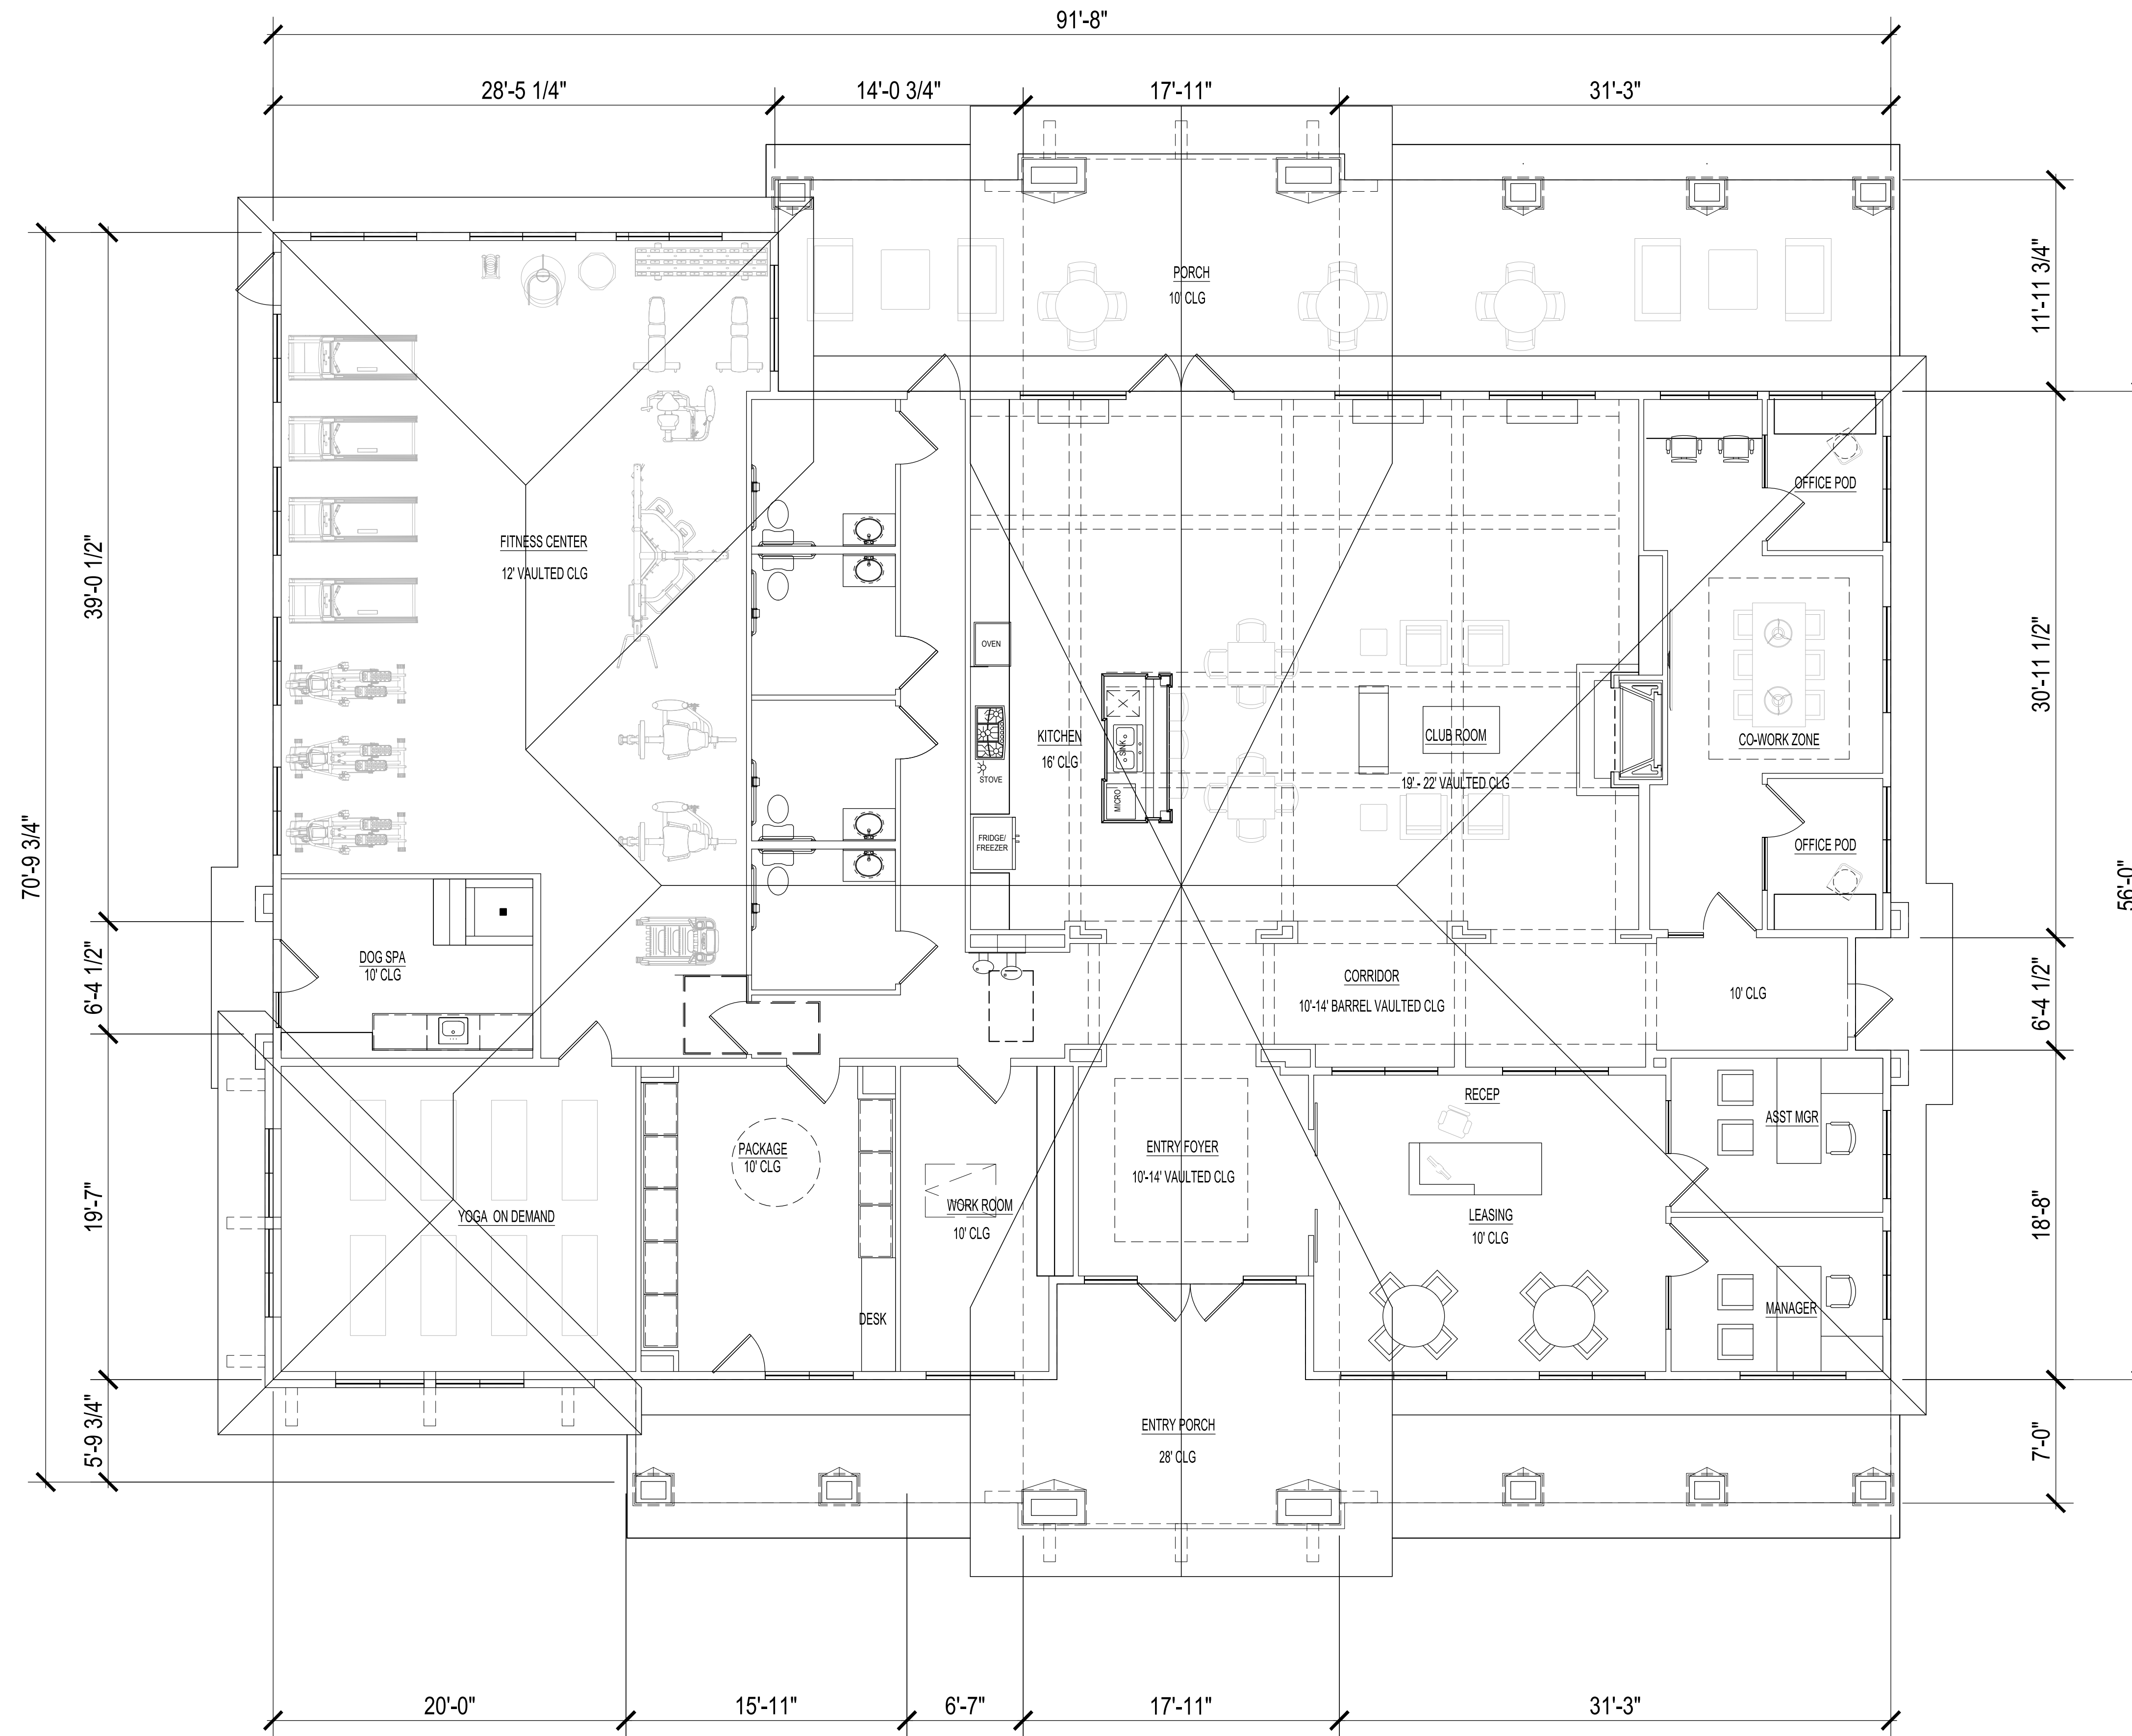 91'-8"
28'-5 1/4"
14'-0 3/4"
17'-11"
31'-3"
70'-9 3/4"
39'-0 1/2"
6'-4 1/2"
19'-7"
5'-9 3/4"
11'-11 3/4"
30'-11 1/2"
6'-4 1/2"
18'-8"
7'-0"
56'-0"
PORCH
10' CLG
FITNESS CENTER
12' VAULTED CLG
OFFICE POD
OVEN
KITCHEN
16' CLG
STOVE
SINK
MICRO
FRIDGE/
FREEZER
CLUB ROOM
19' - 22' VAULTED CLG
CO-WORK ZONE
OFFICE POD
DOG SPA
10' CLG
CORRIDOR
10'-14' BARREL VAULTED CLG
10' CLG
YOGA ON DEMAND
PACKAGE
10' CLG
DESK
WORK ROOM
10' CLG
ENTRY FOYER
10'-14' VAULTED CLG
RECEP
LEASING
10' CLG
ASST MGR
MANAGER
ENTRY PORCH
28' CLG
20'-0"
15'-11"
6'-7"
17'-11"
31'-3"